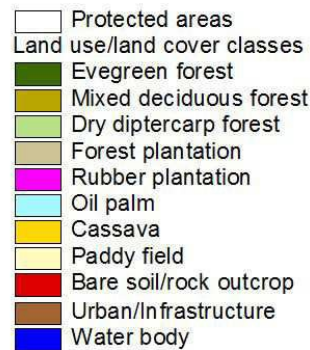 Protected areas
Land use/land cover classes
Evegreen forest
Mixed deciduous forest
Dry diptercarp forest
Forest plantation
Rubber plantation
Oil palm
Cassava
Paddy field
Bare soil/rock outcrop
Urban/Infrastructure
Water body